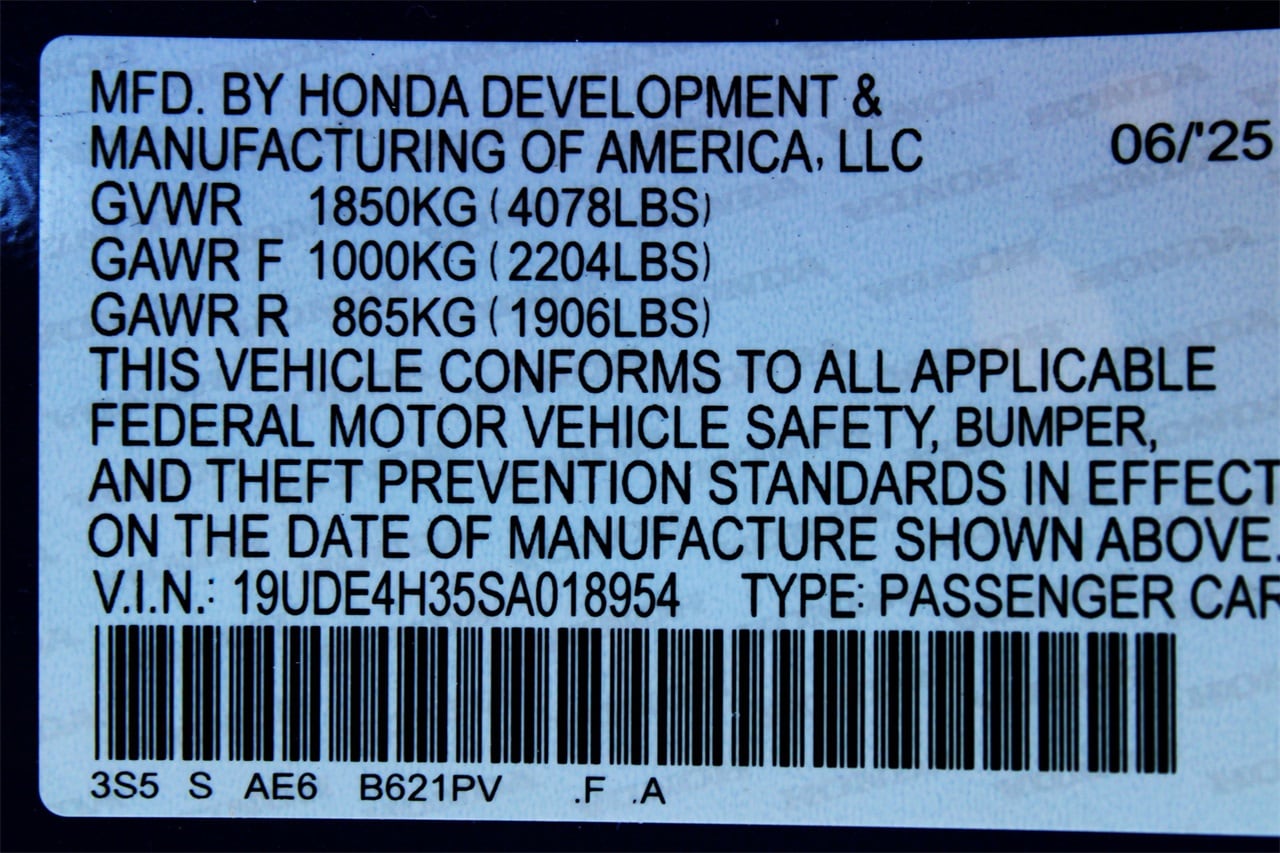 MFD. BY HONDA DEVELOPMENT &
MANUFACTURING OF AMERICA, LLC 06/'25
GVWR 1850KG (4078LBS)
GAWR F 1000KG (2204LBS)
GAWR R 865KG (1906LBS)
THIS VEHICLE CONFORMS TO ALL APPLICABLE
FEDERAL MOTOR VEHICLE SAFETY, BUMPER,
AND THEFT PREVENTION STANDARDS IN EFFECT
ON THE DATE OF MANUFACTURE SHOWN ABOVE.
V.I.N.: 19UDE4H35SA018954 TYPE: PASSENGER CAR
3S5 S AE6 B621PV .F .A